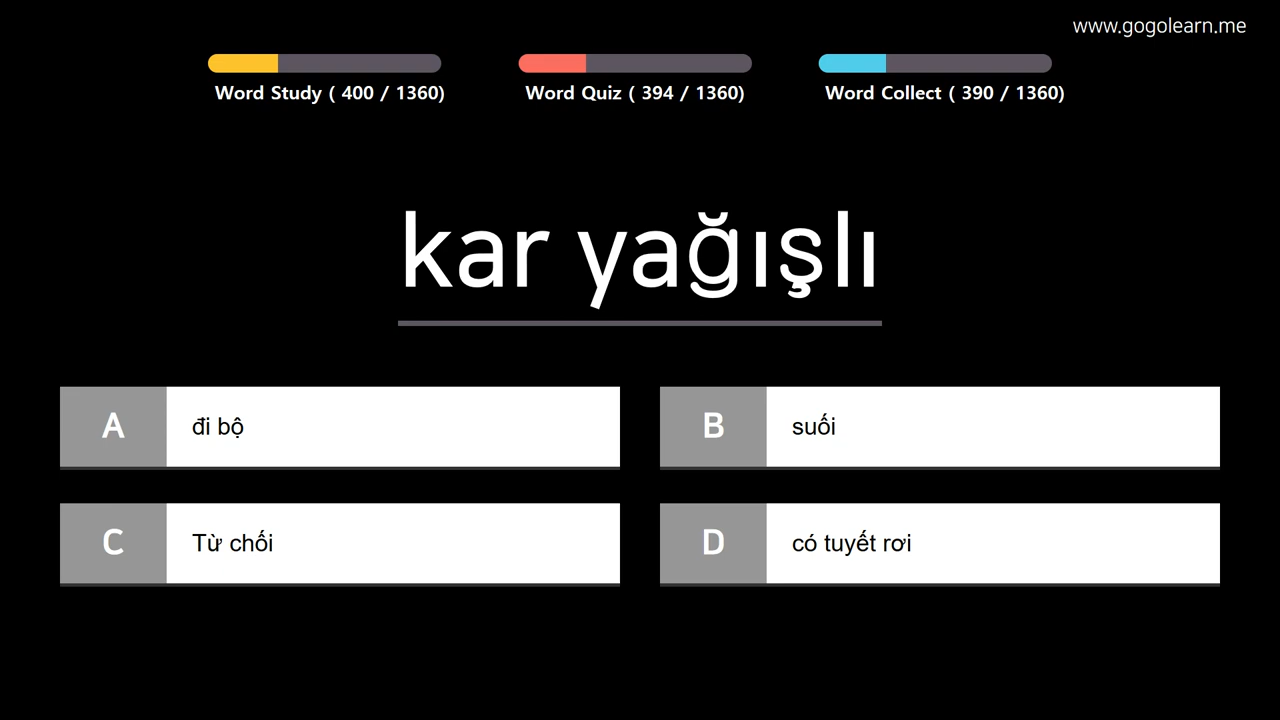 www.gogolearn.me
Word Study ( 400 / 1360)
Word Quiz ( 394 / 1360)
Word Collect ( 390 / 1360)
kar yağışlı
A
đi bộ
B
suối
C
Từ chối
D
có tuyết rơi